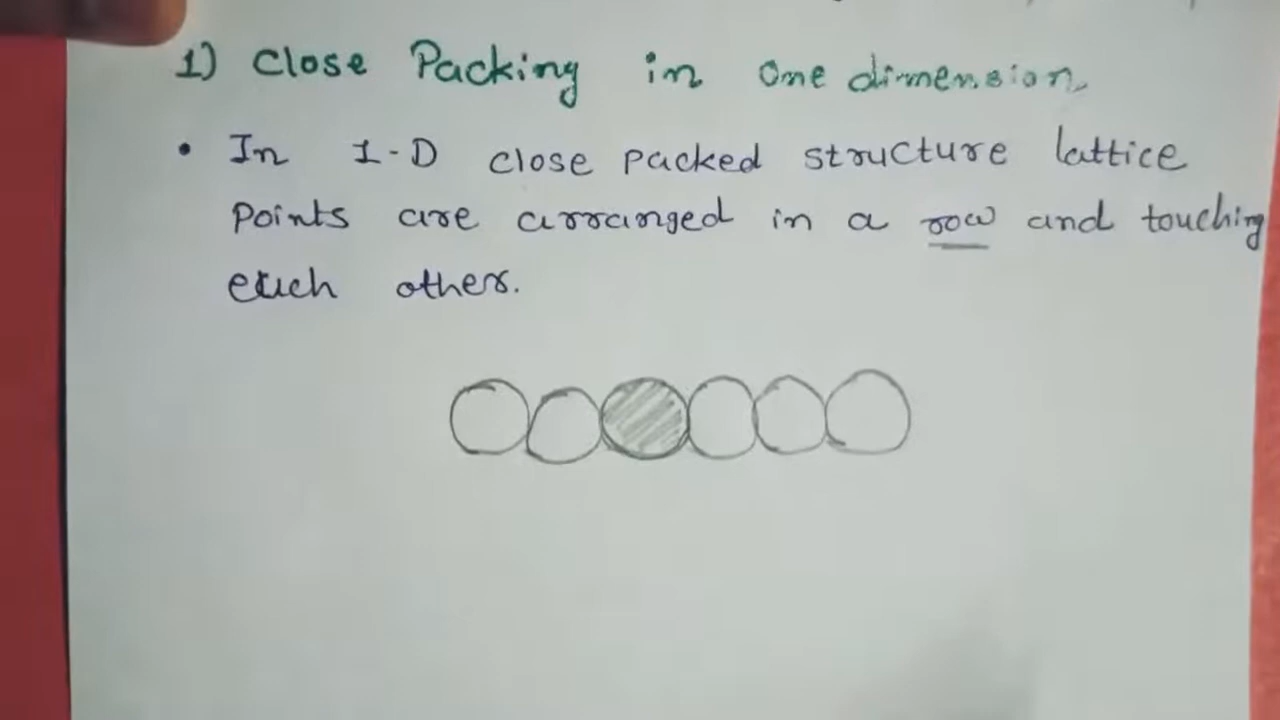 1) Close Packing in one dimension.
• In 1-D close packed structure lattice
points are arranged in a row and touching
each other.